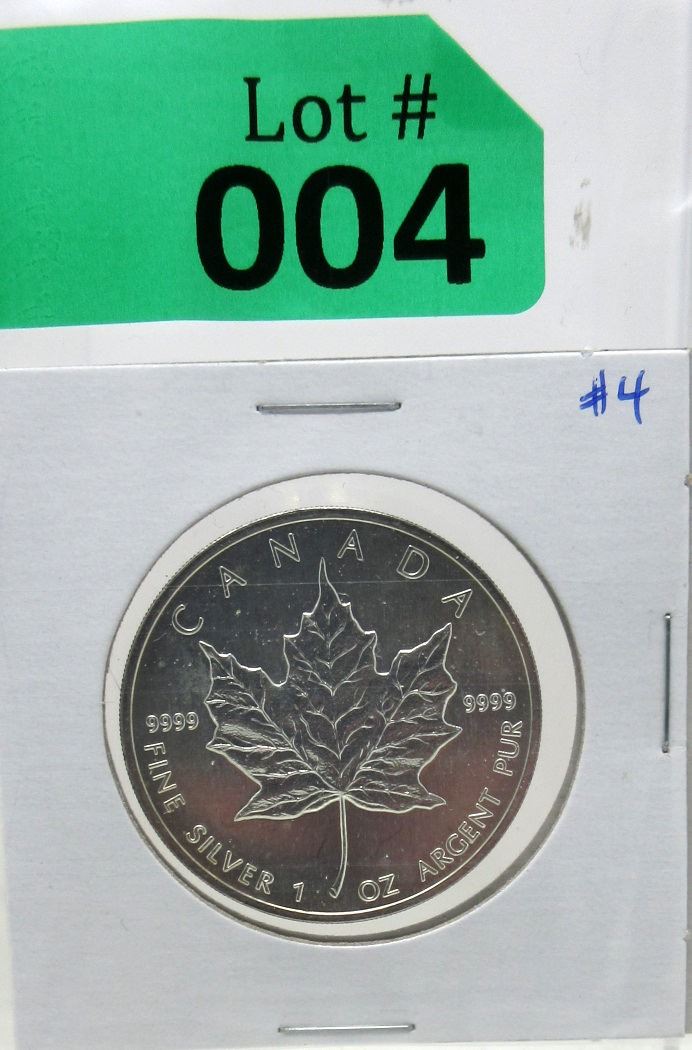 Lot #
004
#4
CANADA
9999 9999
FINE SILVER 1 OZ ARGENT PUR